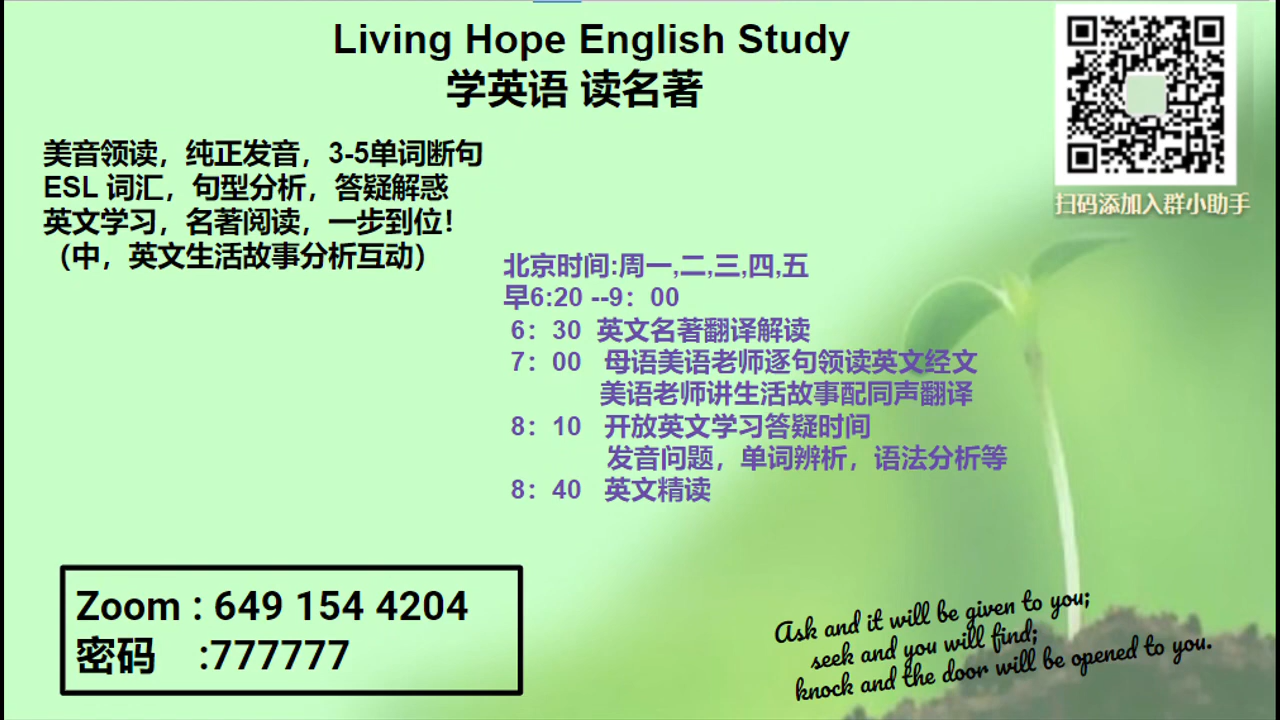 Living Hope English Study
学英语 读名著
美音领读，纯正发音，3-5单词断句
ESL 词汇，句型分析，答疑解惑
英文学习，名著阅读，一步到位！
（中，英文生活故事分析互动）
扫码添加入群小助手
北京时间:周一,二,三,四,五
早6:20 --9：00
6：30 英文名著翻译解读
7：00 母语美语老师逐句领读英文经文
美语老师讲生活故事配同声翻译
8：10 开放英文学习答疑时间
发音问题，单词辨析，语法分析等
8：40 英文精读
Zoom : 649 154 4204
密码 :777777
Ask and it will be given to you;
seek and you will find;
knock and the door will be opened to you.